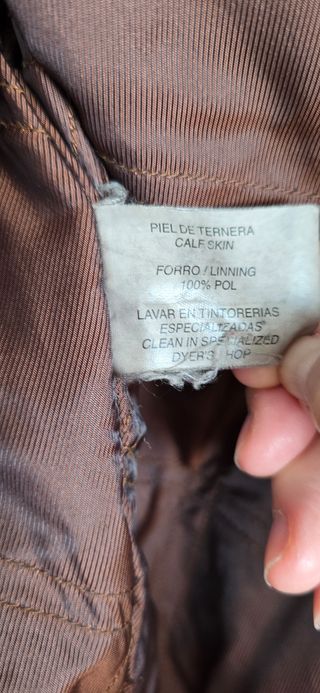 PIEL DE TERNERA
CALF SKIN
FORRO / LINNING
100% POL
LAVAR EN TINTORERIAS
ESPECIALIZADAS
CLEAN IN SPECIALIZED
DYER'S HOP